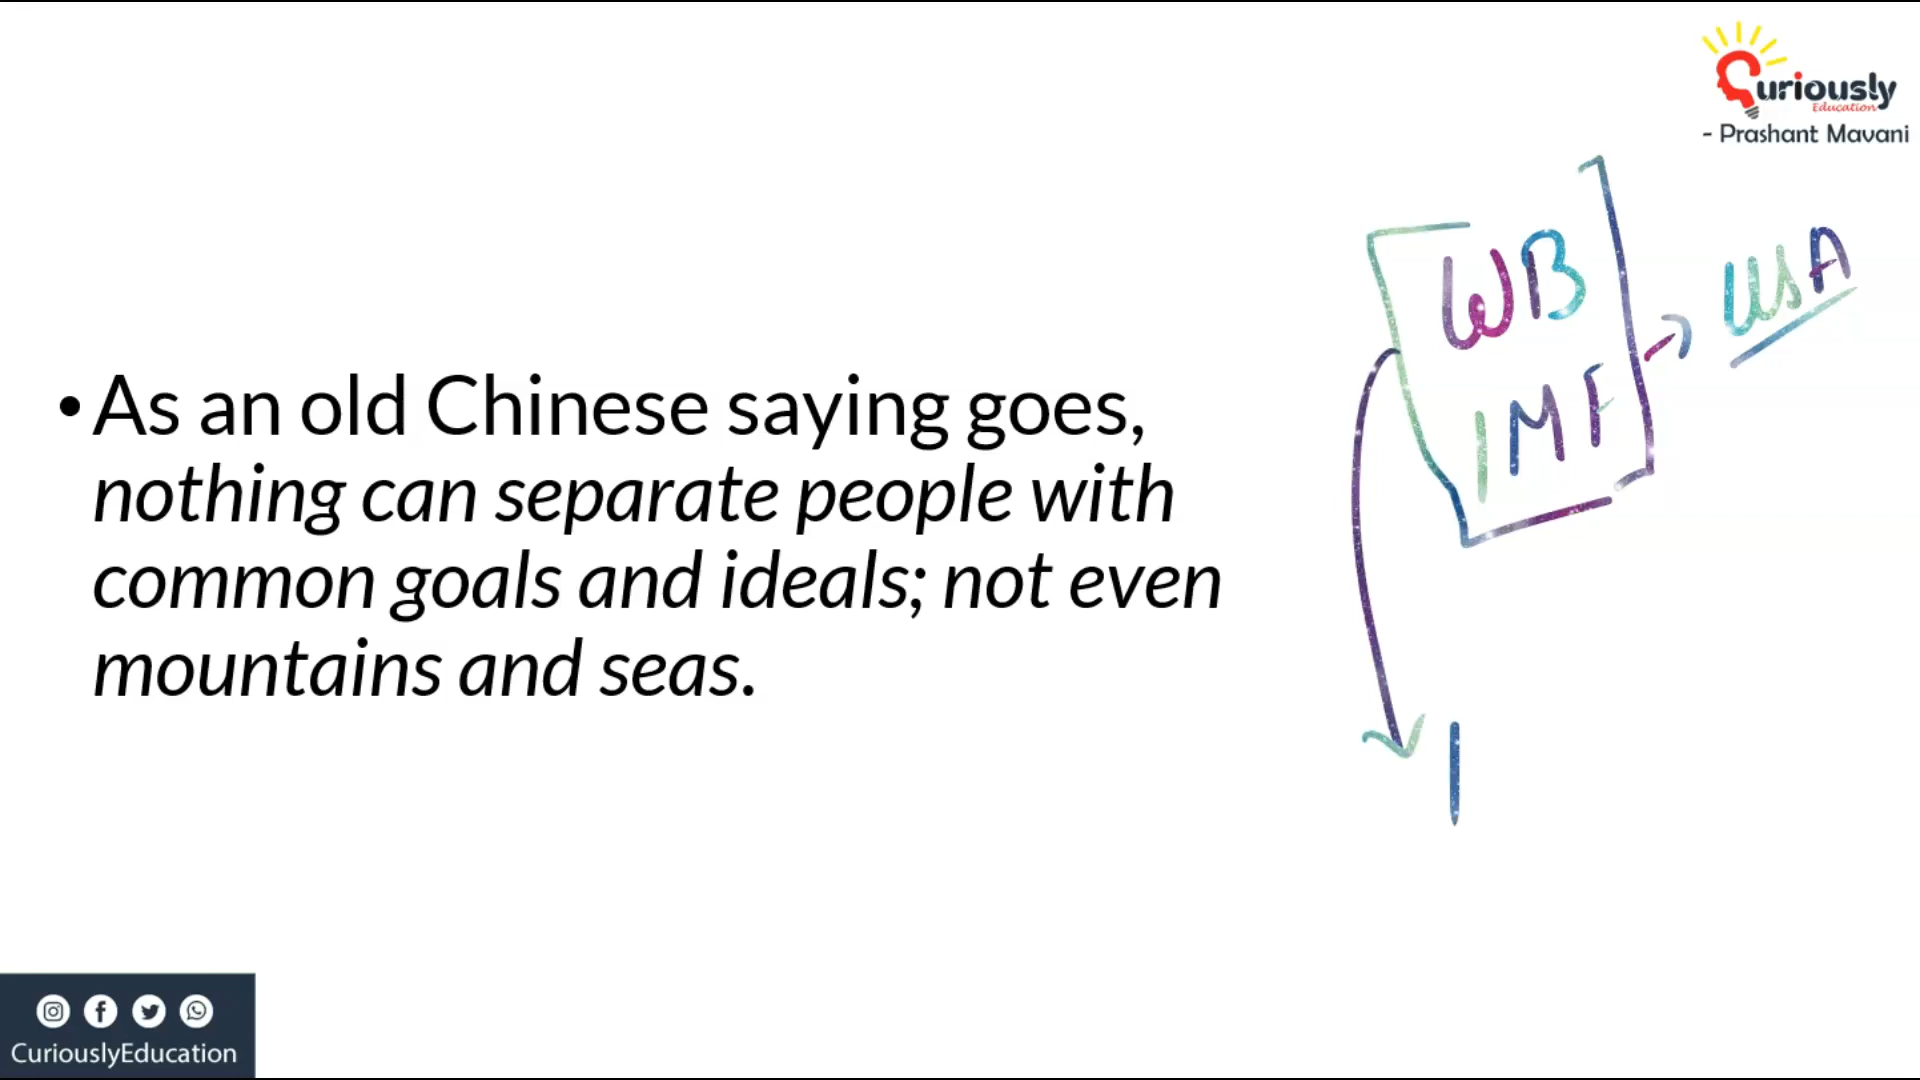 Curiously
Education
- Prashant Mavani
WB
USA
IMF
• As an old Chinese saying goes,
nothing can separate people with
common goals and ideals; not even
mountains and seas.
CuriouslyEducation